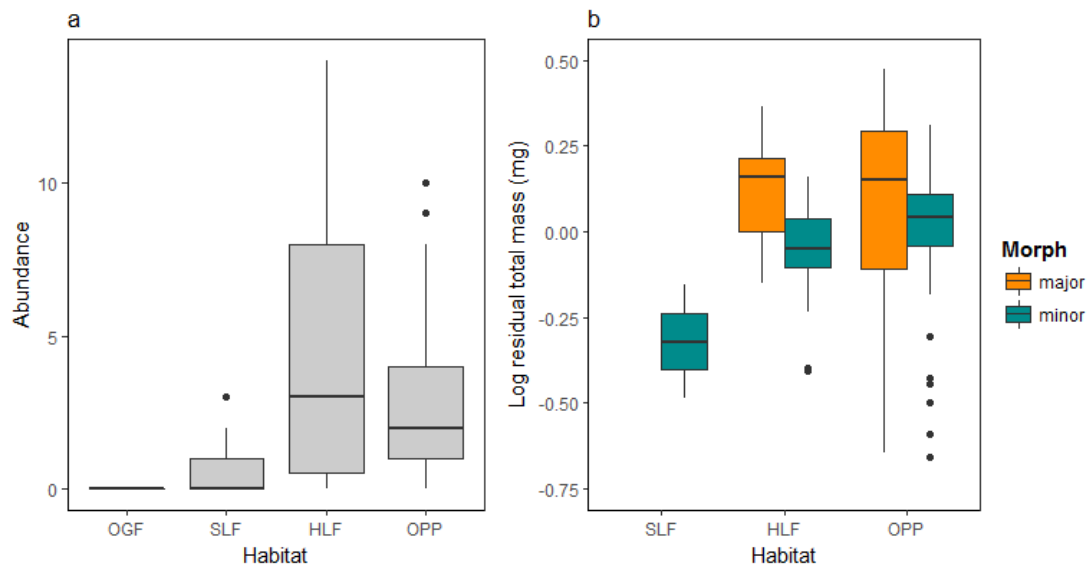 a
10
5
0
Abundance
OGF SLF HLF OPP
Habitat
b
0.50
0.25
0.00
-0.25
-0.50
-0.75
Log residual total mass (mg)
SLF HLF OPP
Habitat
Morph
major
minor